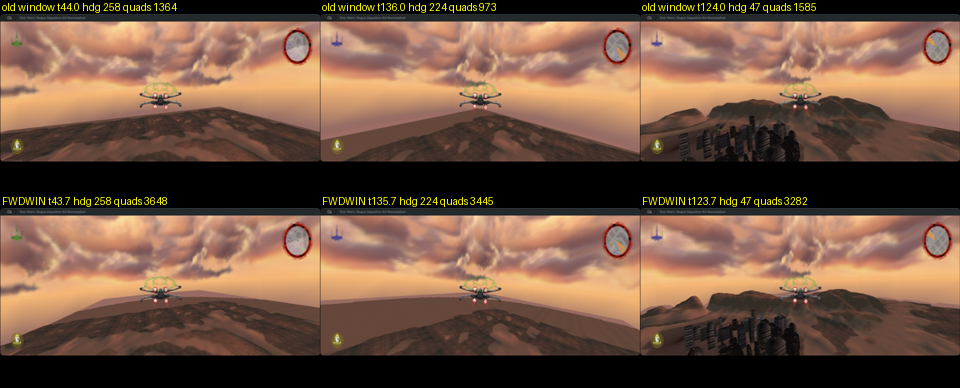 old window t44.0 hdg 258 quads 1364
old window t136.0 hdg 224 quads 973
old window t124.0 hdg 47 quads 1585
FWDWIN t43.7 hdg 258 quads 3648
FWDWIN t135.7 hdg 224 quads 3445
FWDWIN t123.7 hdg 47 quads 3282